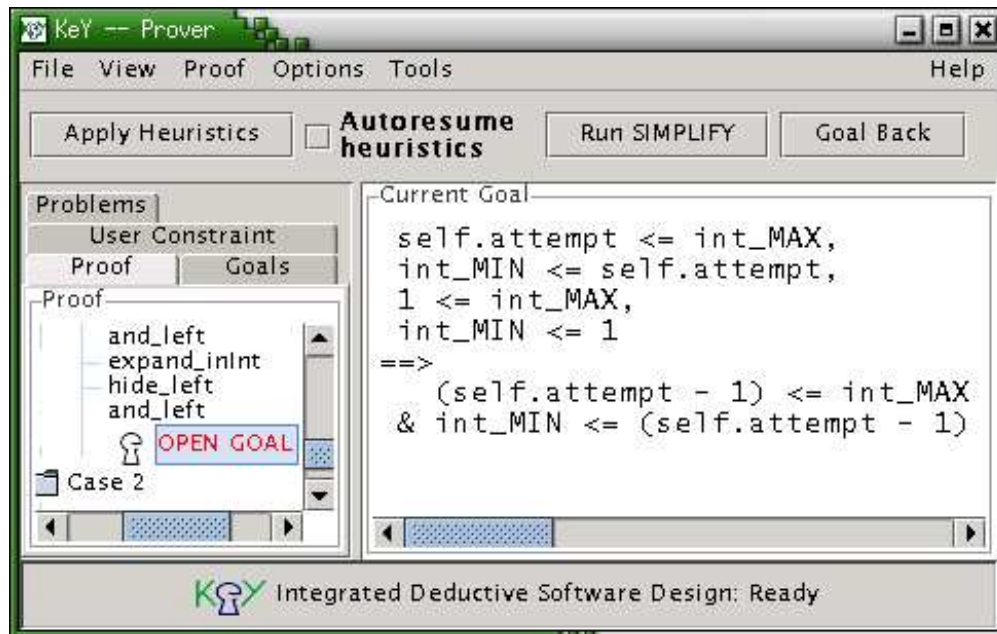 KeY -- Prover
File View Proof Options Tools Help
Apply Heuristics Autoresume heuristics Run SIMPLIFY Goal Back
Problems
User Constraint
Proof Goals
Proof
and_left
expand_inInt
hide_left
and_left
OPEN GOAL
Case 2
Current Goal
self.attempt <= int_MAX,
int_MIN <= self.attempt,
1 <= int_MAX,
int_MIN <= 1
==>
(self.attempt - 1) <= int_MAX
& int_MIN <= (self.attempt - 1)
KeY Integrated Deductive Software Design: Ready